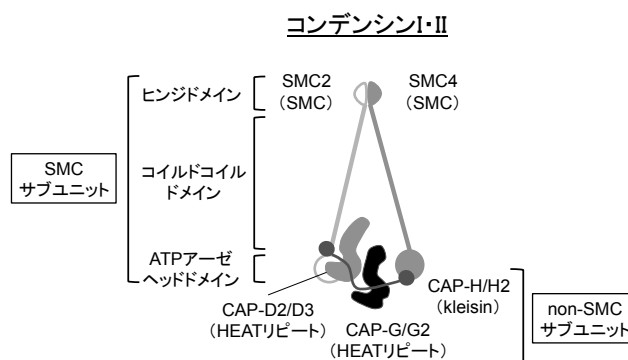 コンデンシンI・II
SMC2
（SMC）
SMC4
（SMC）
ヒンジドメイン
SMC
サブユニット
コイルドコイル
ドメイン
ATPアーゼ
ヘッドドメイン
CAP-D2/D3
（HEATリピート）
CAP-G/G2
（HEATリピート）
CAP-H/H2
（kleisin）
non-SMC
サブユニット